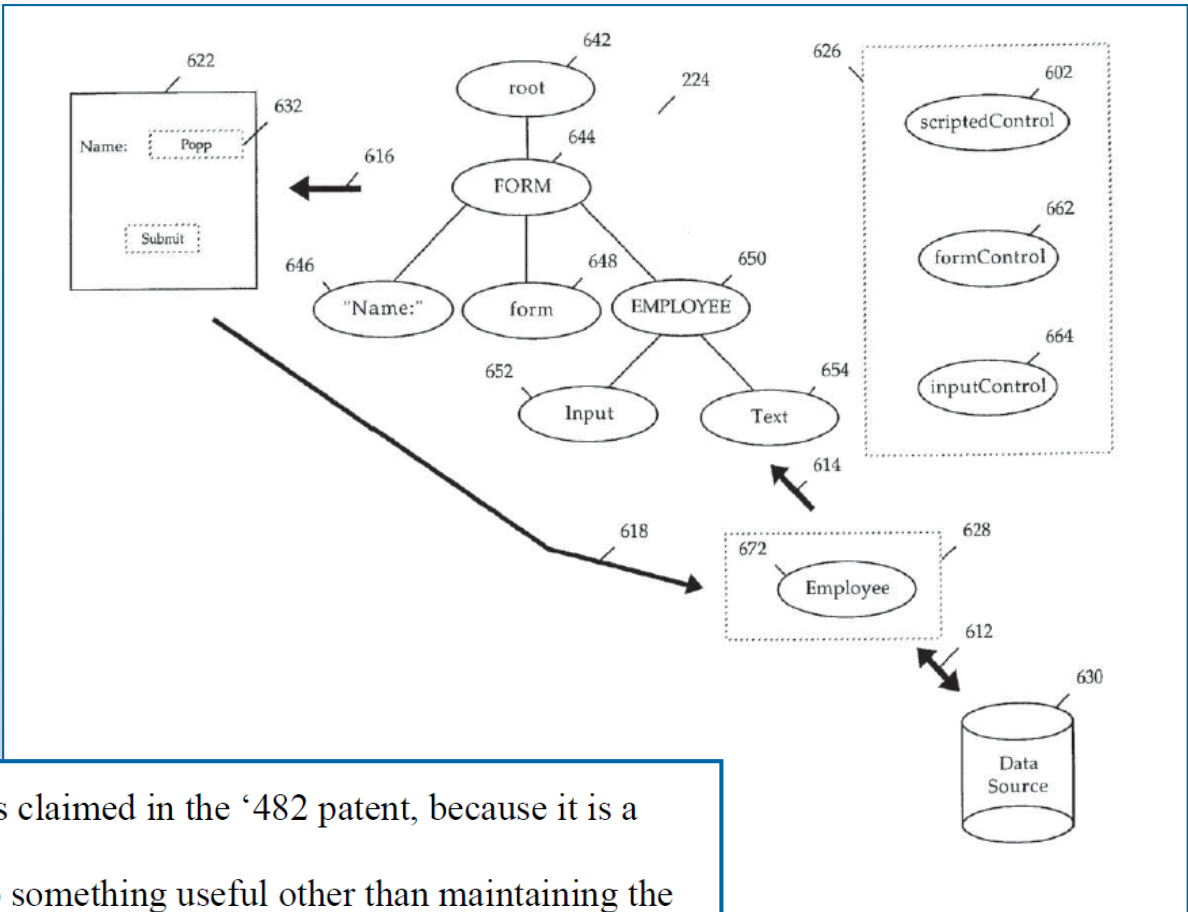 622
632
Name:
Popp
Submit
616
642
root
224
644
FORM
646
"Name:"
648
form
650
EMPLOYEE
652
Input
654
Text
626
602
scriptedControl
662
formControl
664
inputControl
614
618
628
672
Employee
612
630
Data
Source
s claimed in the ‘482 patent, because it is a
something useful other than maintaining the